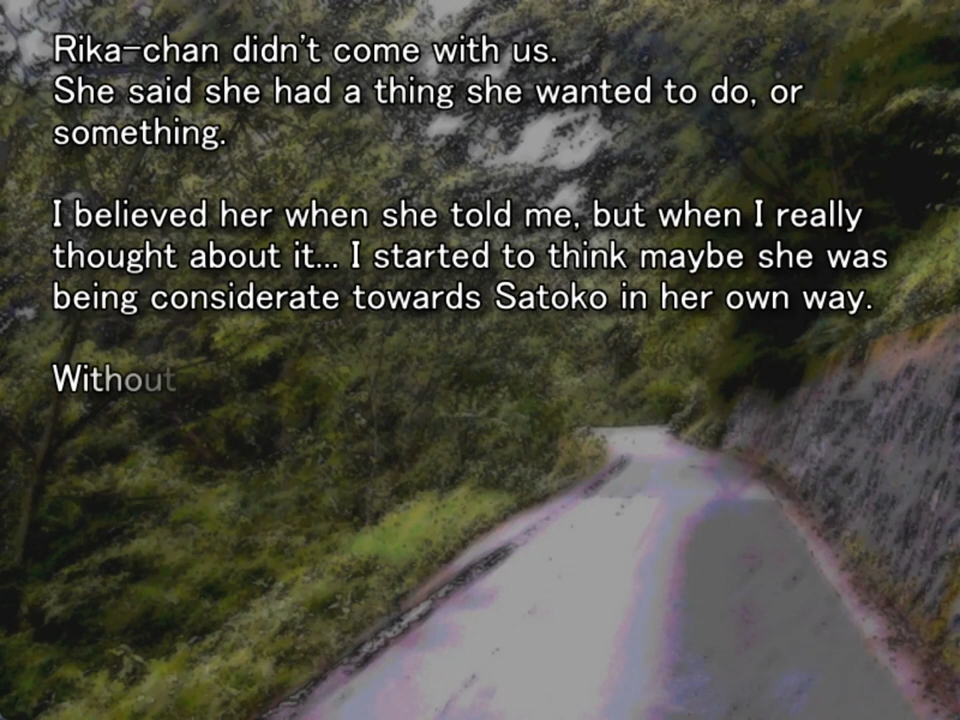 Rika-chan didn't come with us.
She said she had a thing she wanted to do, or
something.
I believed her when she told me, but when I really
thought about it... I started to think maybe she was
being considerate towards Satoko in her own way.
Without